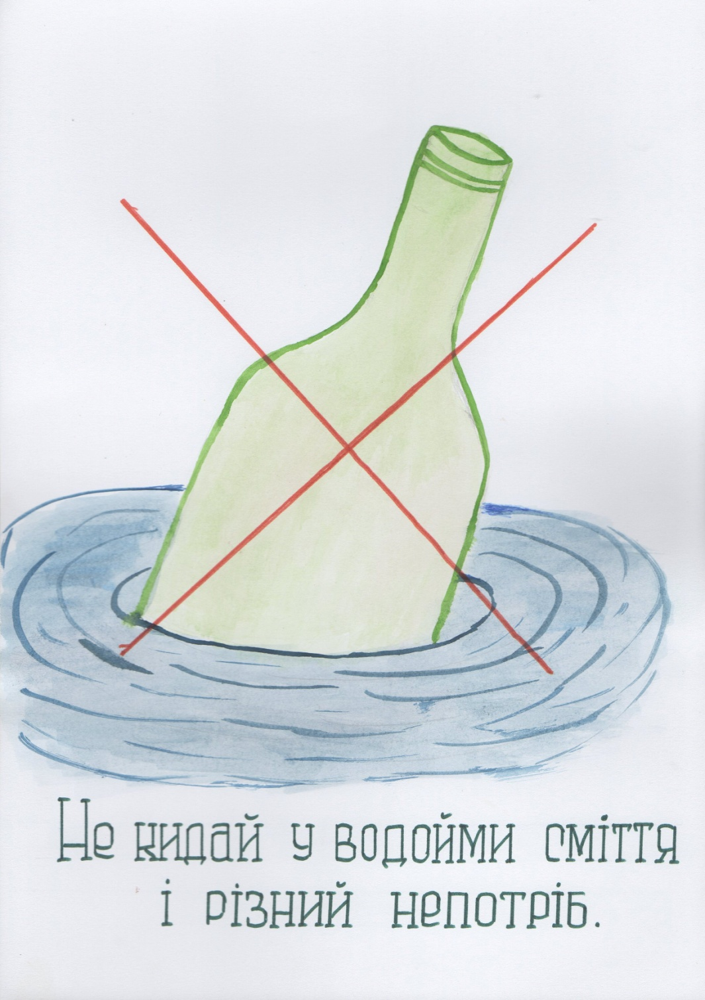 Не кидай у водойми сміття
і різний непотріб.